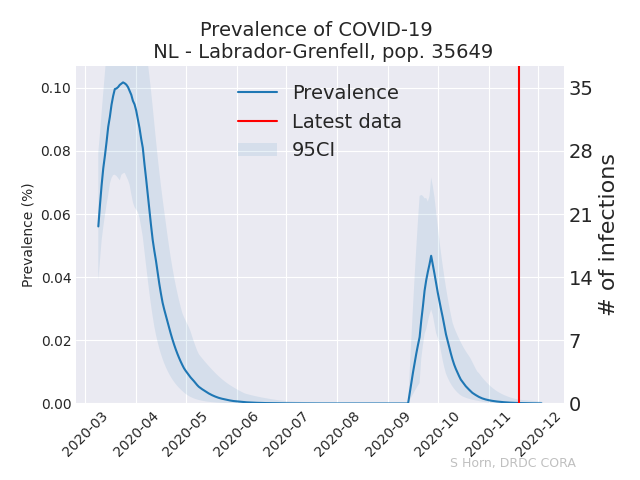 Prevalence of COVID-19
NL - Labrador-Grenfell, pop. 35649
Prevalence
Latest data
95CI
Prevalence (%)
0.10
0.08
0.06
0.04
0.02
0.00
35
28
21
14
7
0
# of infections
2020-03
2020-04
2020-05
2020-06
2020-07
2020-08
2020-09
2020-10
2020-11
2020-12
S Horn, DRDC CORA